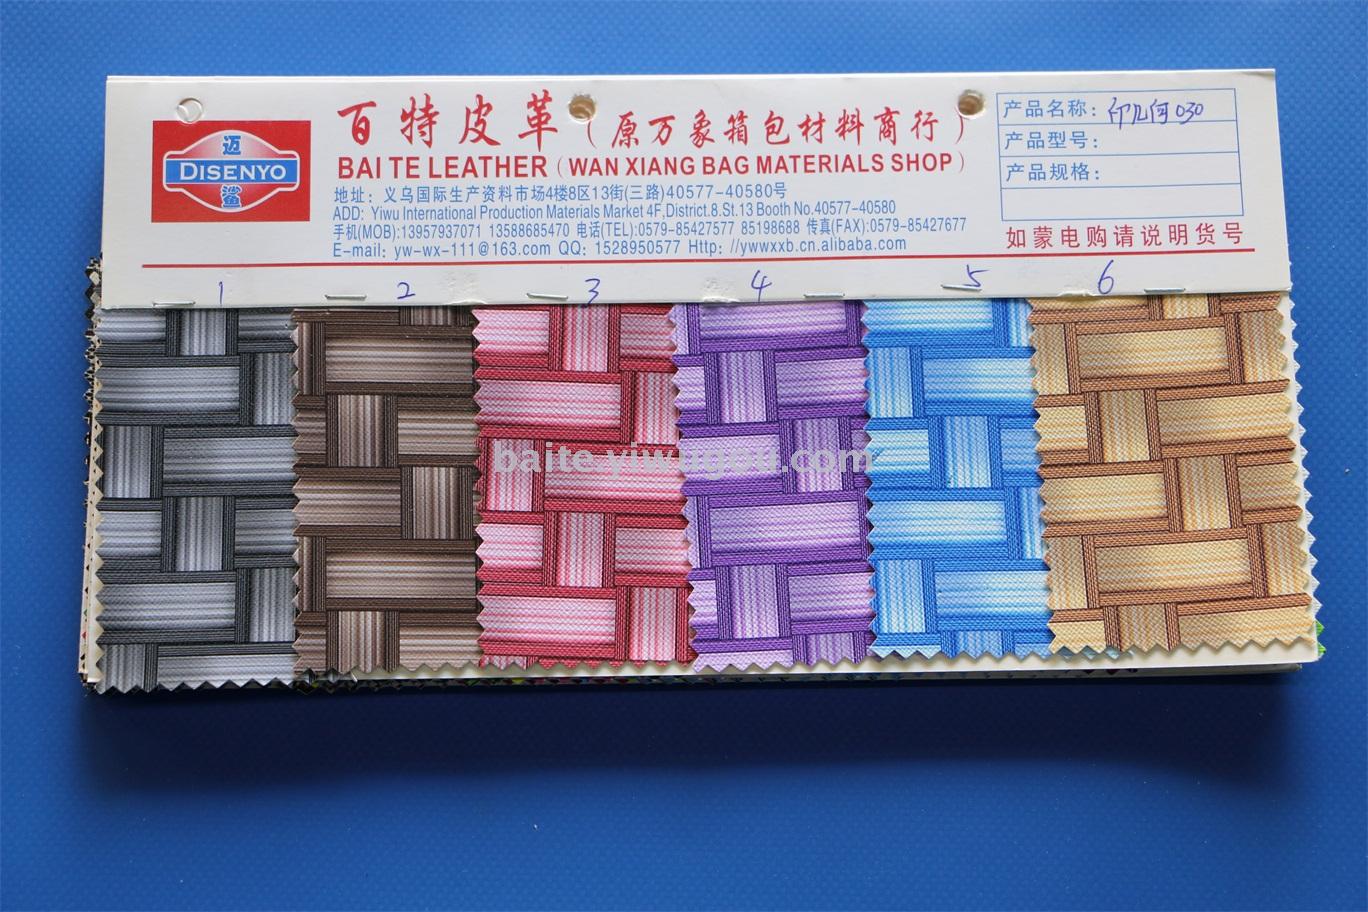 迈
DISENYO
鲨
百特皮革(原万象箱包材料商行)
BAI TE LEATHER (WAN XIANG BAG MATERIALS SHOP)
地址: 义乌国际生产资料市场4楼8区13街(三路)40577-40580号
ADD: Yiwu International Production Materials Market 4F,District.8.St.13 Booth No.40577-40580
手机(MOB):13957937071 13588685470 电话(TEL):0579-85427577 85198688 传真(FAX):0579-85427677
E-mail: yw-wx-111@163.com QQ: 1528950577 Http: //ywwxxb.cn.alibaba.com
产品名称: 印几何030
产品型号:
产品规格:
如蒙电购请说明货号
1 2 3 4 5 6
baite.yiwugou.com